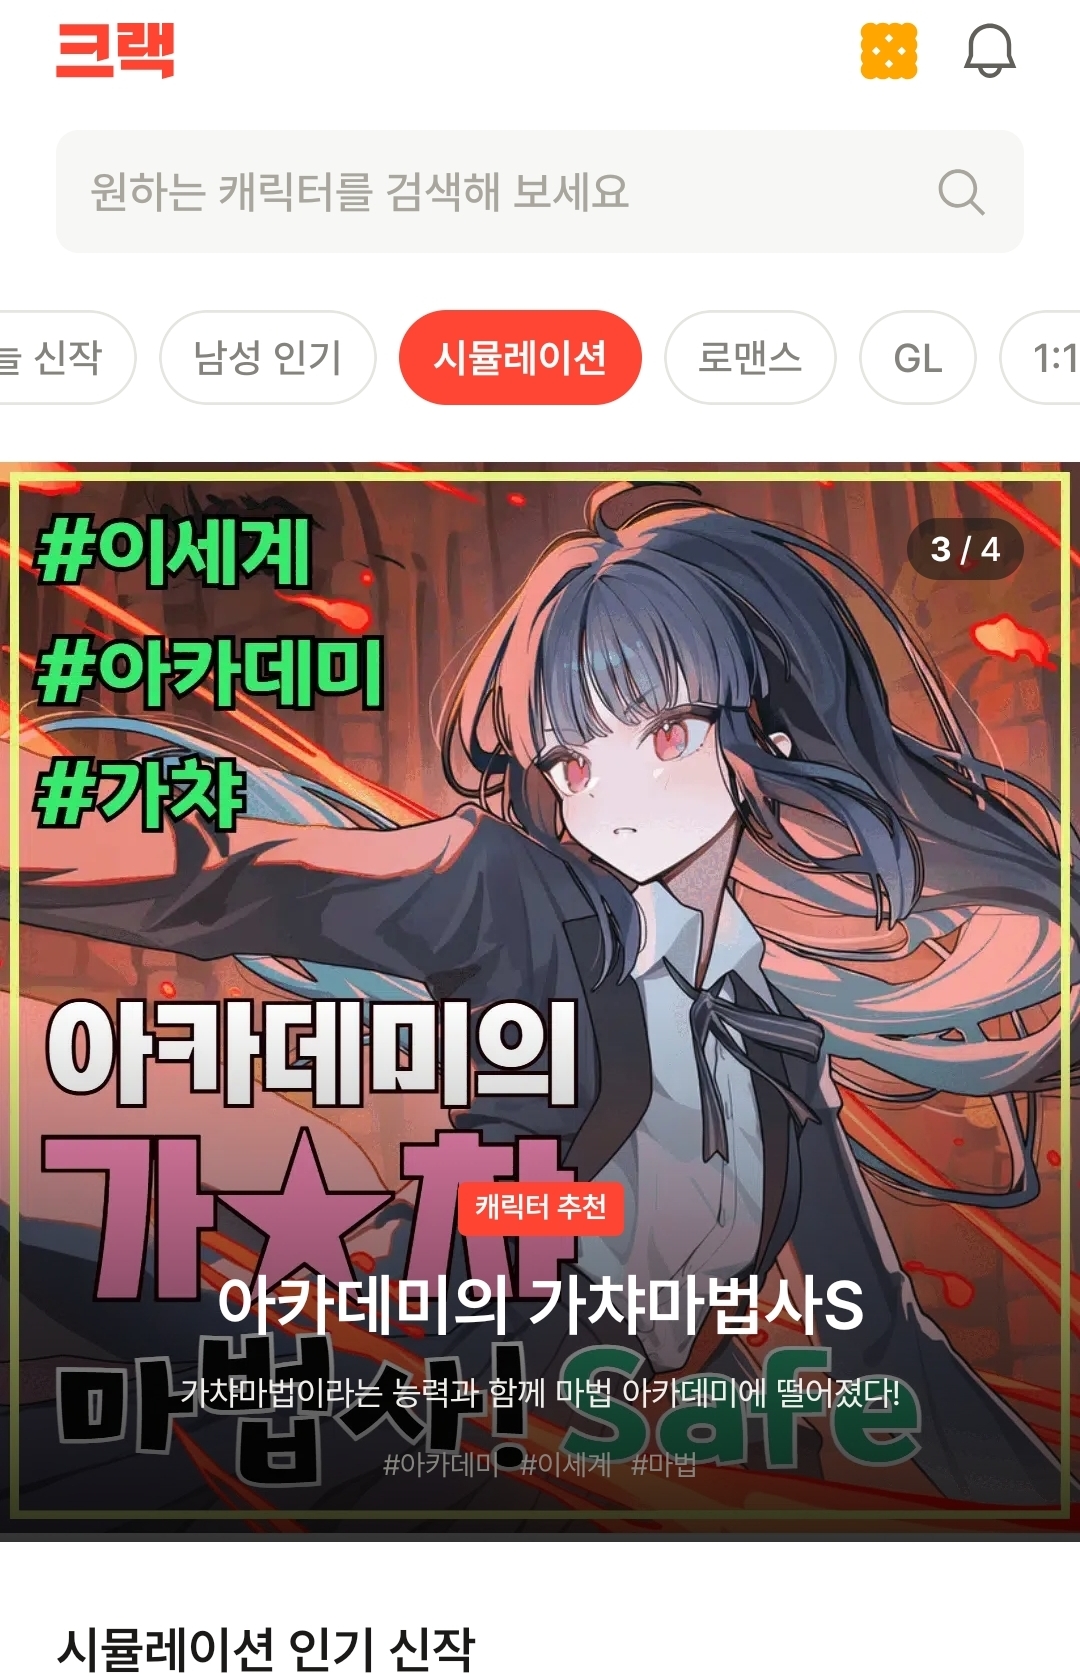 크랙
원하는 캐릭터를 검색해 보세요
늘 신작
남성 인기
시뮬레이션
로맨스
GL
1:1
3 / 4
#이세계
#아카데미
#가챠
아카데미의
가★챠
캐릭터 추천
아카데미의 가챠마법사S
마법사! Safe
가챠마법이라는 능력과 함께 마법 아카데미에 떨어졌다!
#아카데미 #이세계 #마법
시뮬레이션 인기 신작